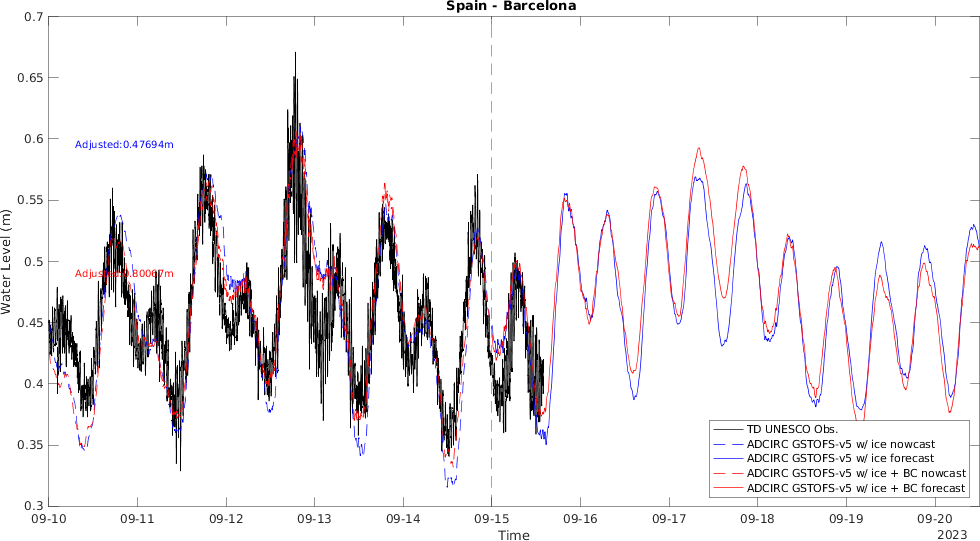 Spain - Barcelona
0.7
0.65
0.6
0.55
0.5
0.45
0.4
0.35
0.3
Water Level (m)
Adjusted:0.47694m
Adjusted:0.80067m
TD UNESCO Obs.
ADCIRC GSTOFS-v5 w/ ice nowcast
ADCIRC GSTOFS-v5 w/ ice forecast
ADCIRC GSTOFS-v5 w/ ice + BC nowcast
ADCIRC GSTOFS-v5 w/ ice + BC forecast
09-10 09-11 09-12 09-13 09-14 09-15 09-16 09-17 09-18 09-19 09-20
Time
2023